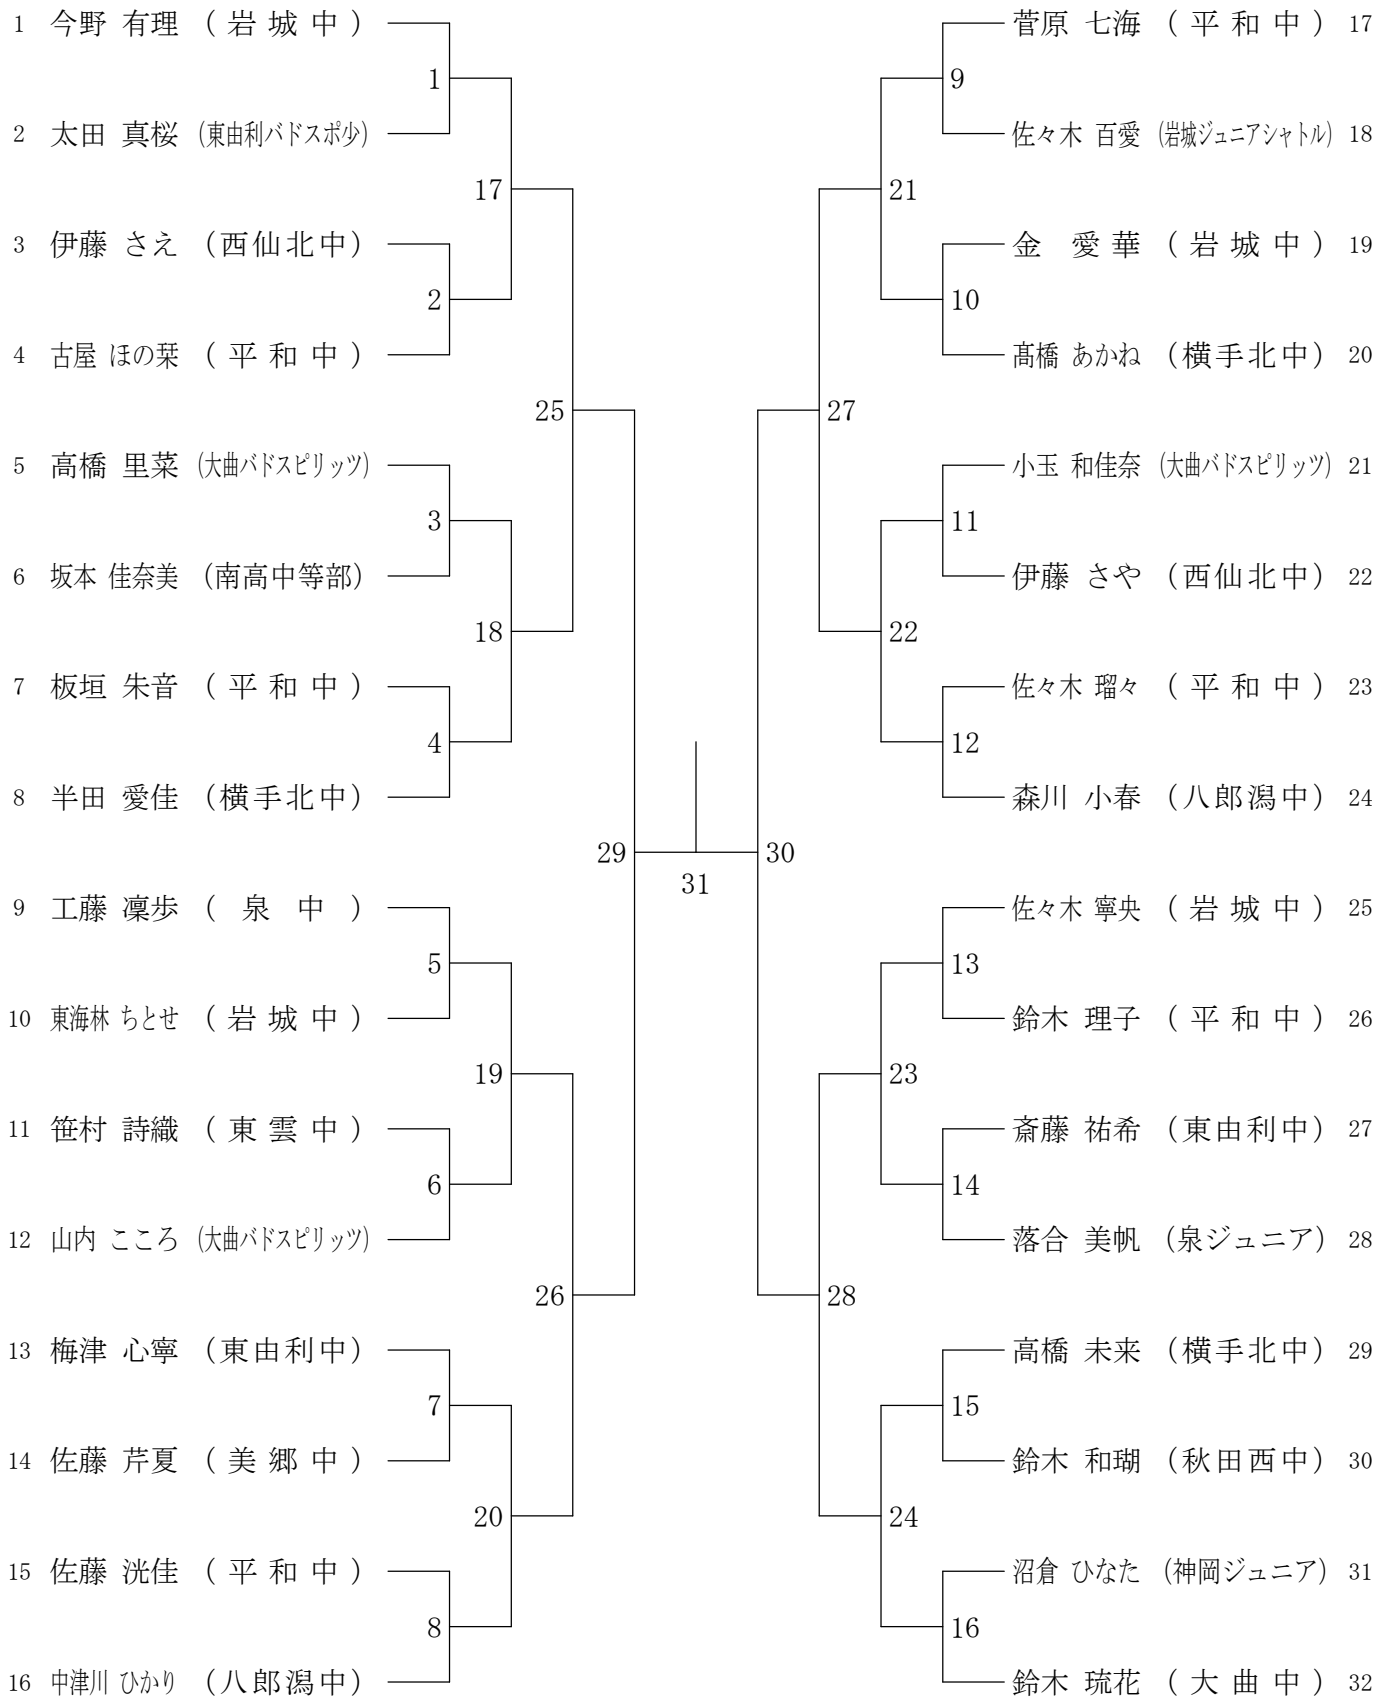 1 今野 有理 （ 岩 城 中 ）
1
2 太田 真桜 （東由利バドスポ少）
17
3 伊藤 さえ （西仙北中）
2
4 古屋 ほの栞 （ 平 和 中 ）
25
5 高橋 里菜 （大曲バドスピリッツ）
3
6 坂本 佳奈美 （南高中等部）
18
7 板垣 朱音 （ 平 和 中 ）
4
8 半田 愛佳 （横手北中）
29
9 工藤 凜歩 （ 泉 中 ）
5
10 東海林 ちとせ （ 岩 城 中 ）
19
11 笹村 詩織 （ 東 雲 中 ）
6
12 山内 こころ （大曲バドスピリッツ）
26
13 梅津 心寧 （東由利中）
7
14 佐藤 芹夏 （ 美 郷 中 ）
20
15 佐藤 洸佳 （ 平 和 中 ）
8
16 中津川 ひかり （八郎潟中）
31
菅原 七海 （ 平 和 中 ） 17
9
佐々木 百愛 （岩城ジュニアシャトル） 18
21
金 愛華 （ 岩 城 中 ） 19
10
髙橋 あかね （横手北中） 20
27
小玉 和佳奈 （大曲バドスピリッツ） 21
11
伊藤 さや （西仙北中） 22
22
佐々木 瑠々 （ 平 和 中 ） 23
12
森川 小春 （八郎潟中） 24
30
佐々木 寧央 （ 岩 城 中 ） 25
13
鈴木 理子 （ 平 和 中 ） 26
23
斎藤 祐希 （東由利中） 27
14
落合 美帆 （泉ジュニア） 28
28
高橋 未来 （横手北中） 29
15
鈴木 和瑚 （秋田西中） 30
24
沼倉 ひなた （神岡ジュニア） 31
16
鈴木 琉花 （ 大 曲 中 ） 32